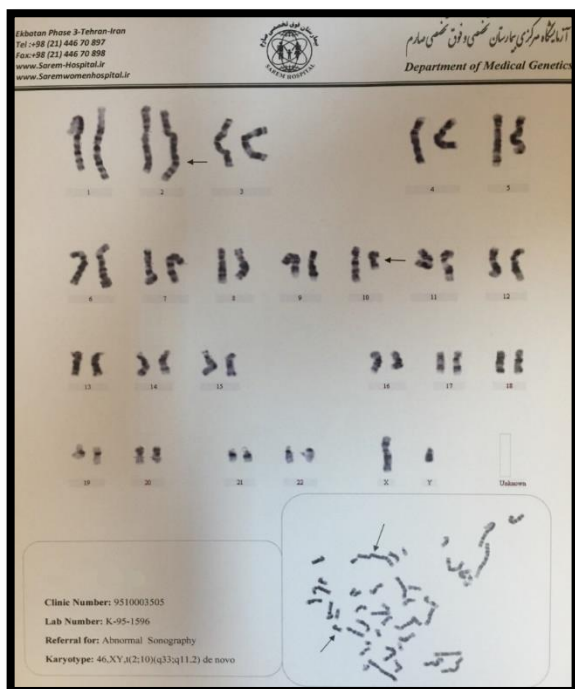 Ekbatan Phase 3-Tehran-Iran
Tel :+98 (21) 446 70 897
Fax:+98 (21) 446 70 898
www.Sarem-Hospital.ir
www.Saremwomenhospital.ir
SAREM HOSPITAL
آزمایشگاه مرکزی بیمارستان تخصصی و فوق تخصصی صارم
Department of Medical Genetics
1 2 3 4 5
6 7 8 9 10 11 12
13 14 15 16 17 18
19 20 21 22 X Y Unknown
Clinic Number: 9510003505
Lab Number: K-95-1596
Referral for: Abnormal Sonography
Karyotype: 46,XY,t(2;10)(q33;q11.2) de novo